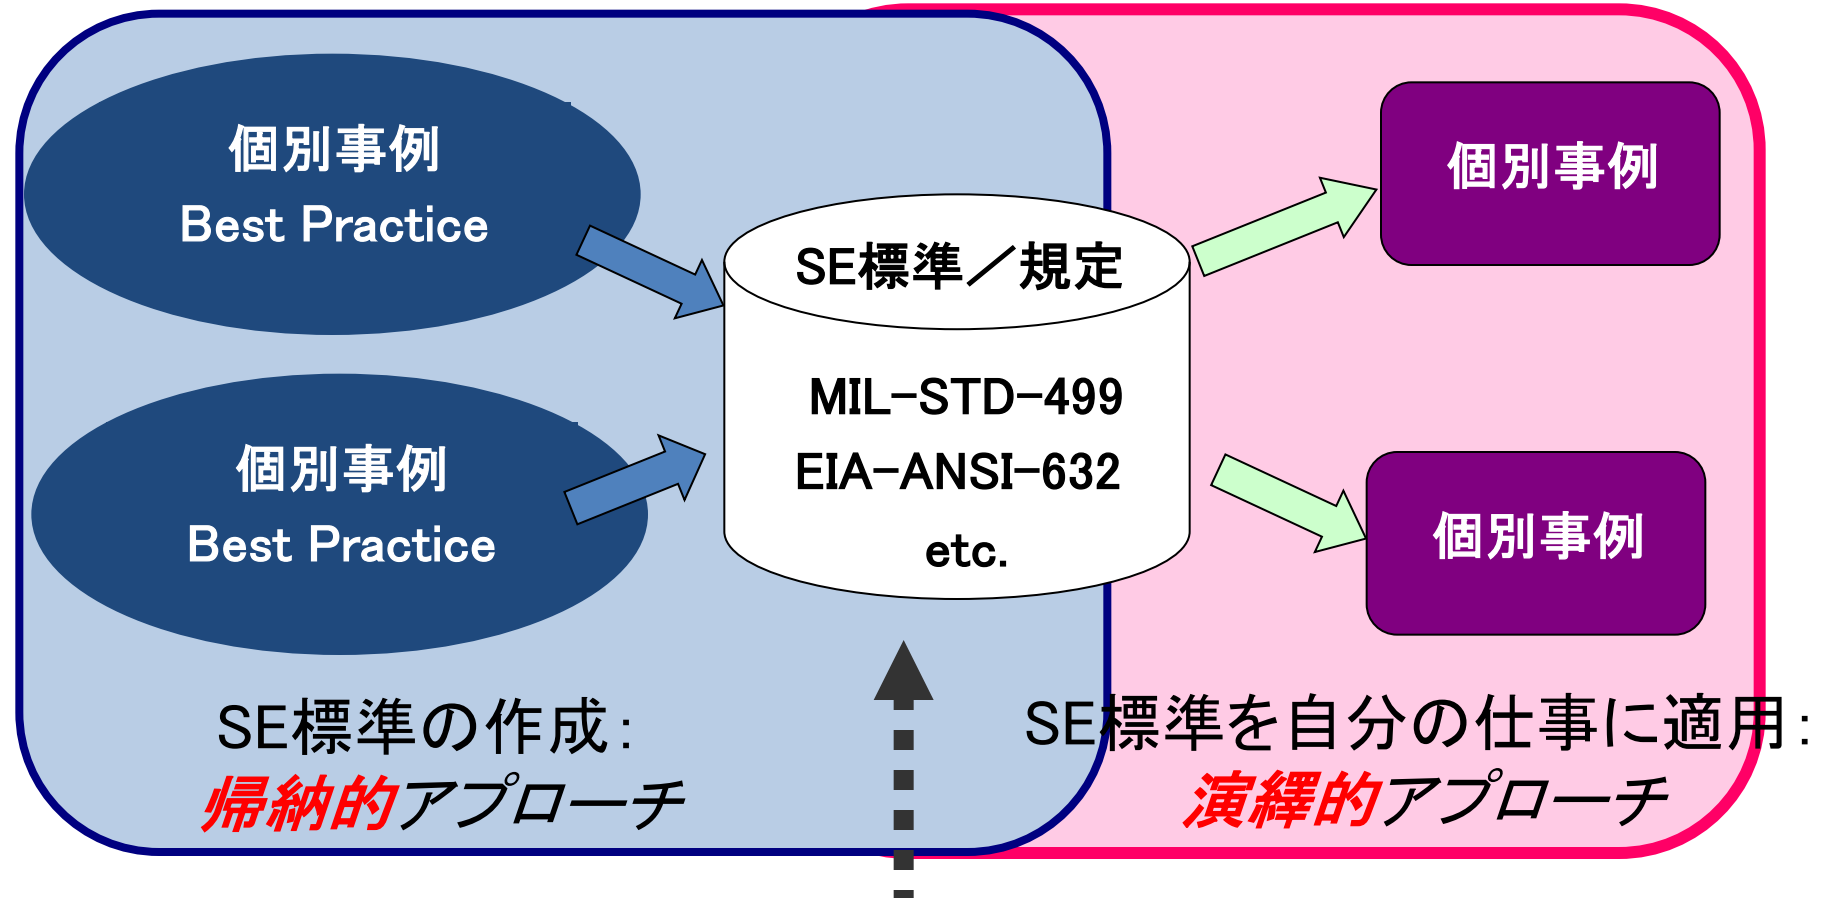 個別事例
Best Practice
個別事例
Best Practice
SE標準／規定
MIL-STD-499
EIA-ANSI-632
etc.
個別事例
個別事例
SE標準の作成：
帰納的アプローチ
SE標準を自分の仕事に適用：
演繹的アプローチ